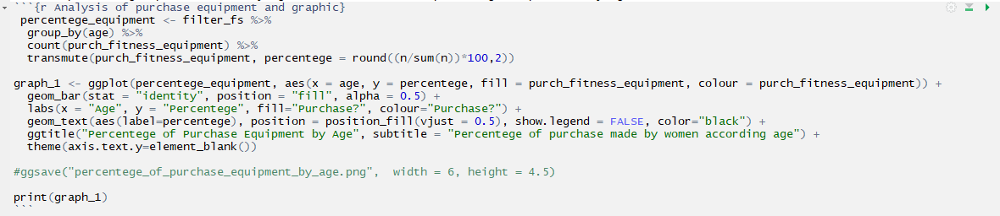 ```{r Analysis of purchase equipment and graphic}
 percentege_equipment <- filter_fs %>%
  group_by(age) %>%
  count(purch_fitness_equipment) %>%
  transmute(purch_fitness_equipment, percentege = round((n/sum(n))*100,2))

graph_1 <- ggplot(percentege_equipment, aes(x = age, y = percentege, fill = purch_fitness_equipment, colour = purch_fitness_equipment)) +
  geom_bar(stat = "identity", position = "fill", alpha = 0.5) +
  labs(x = "Age", y = "Percentege", fill="Purchase?", colour="Purchase?") +
  geom_text(aes(label=percentege), position = position_fill(vjust = 0.5), show.legend = FALSE, color="black") +
  ggtitle("Percentege of Purchase Equipment by Age", subtitle = "Percentege of purchase made by women according age") +
  theme(axis.text.y=element_blank())

#ggsave("percentege_of_purchase_equipment_by_age.png",  width = 6, height = 4.5)

print(graph_1)
```